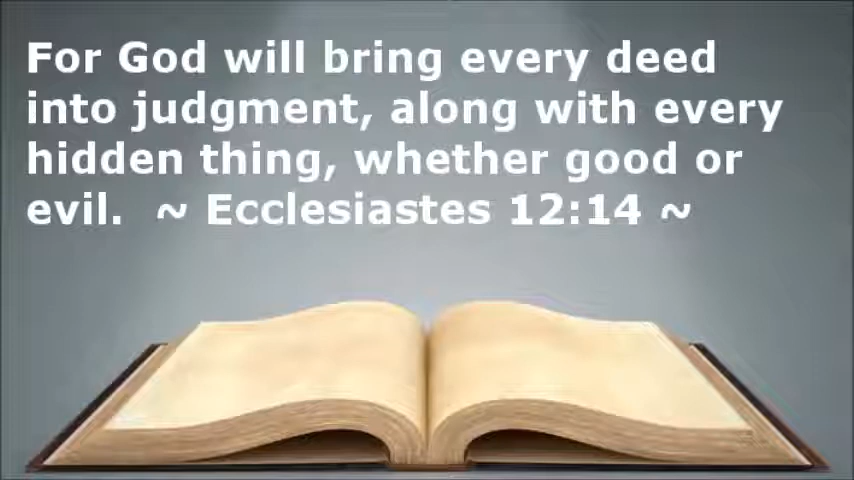 For God will bring every deed
into judgment, along with every
hidden thing, whether good or
evil.  ~ Ecclesiastes 12:14 ~